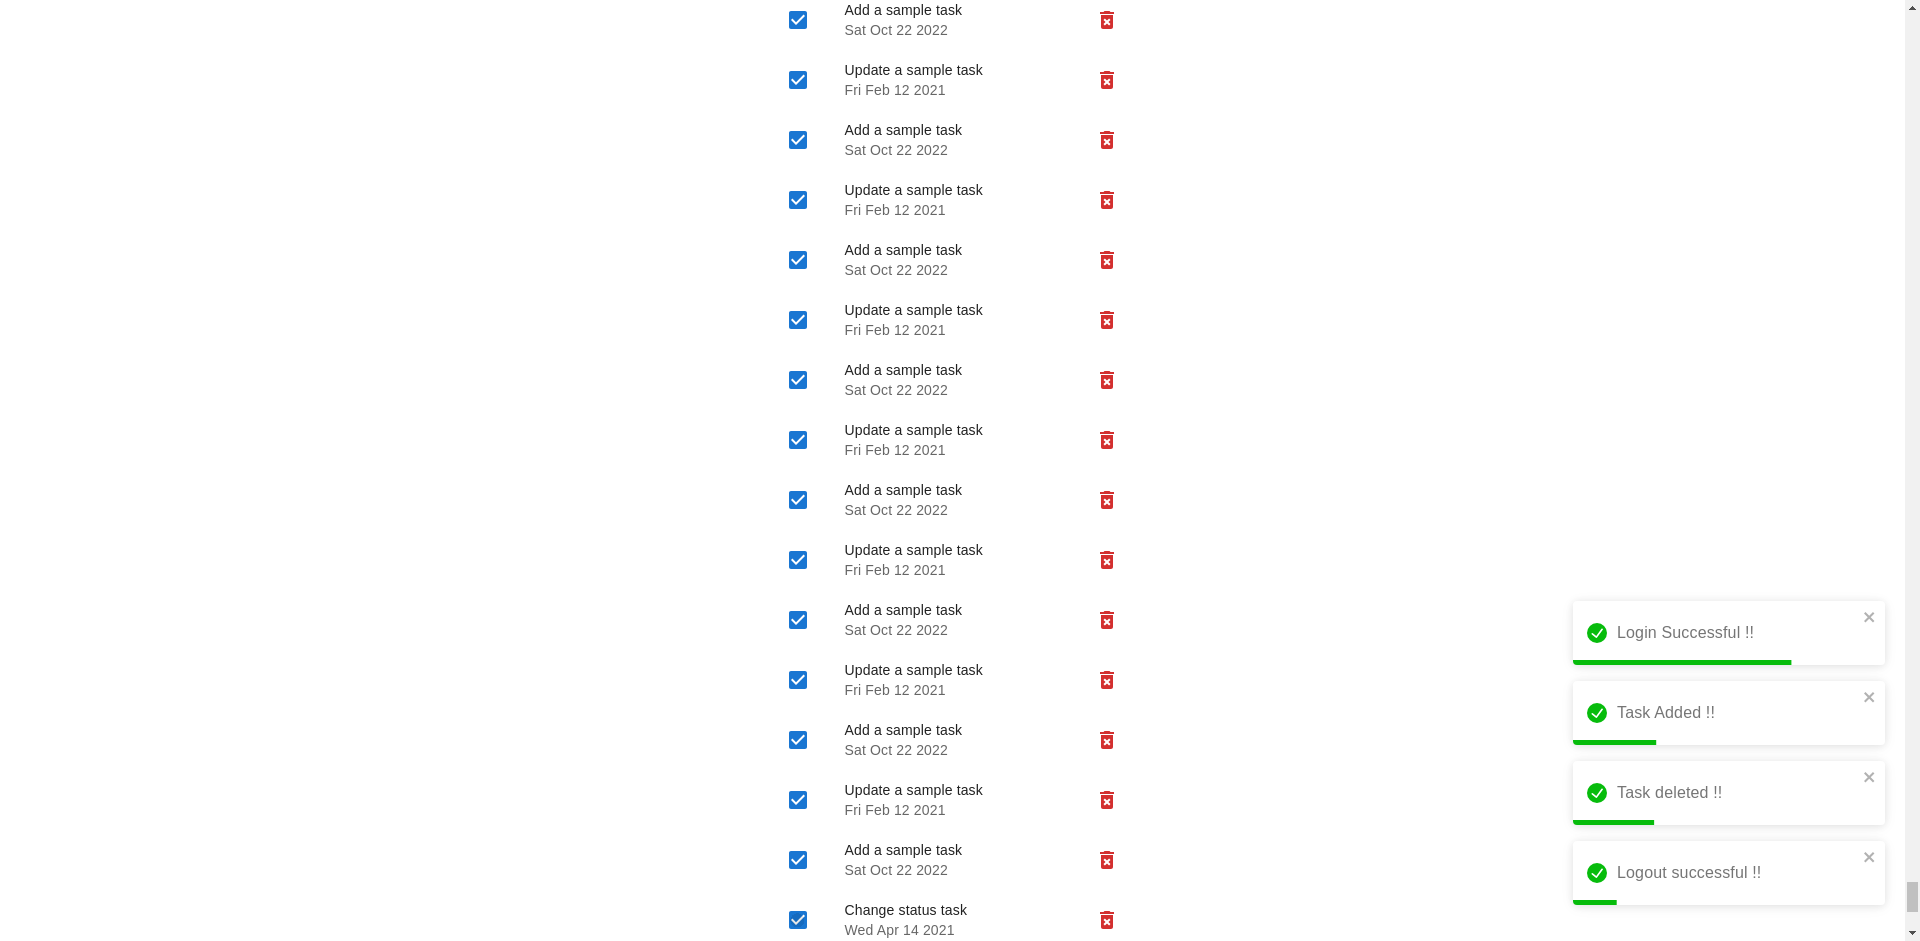 Add a sample task
Sat Oct 22 2022
Update a sample task
Fri Feb 12 2021
Add a sample task
Sat Oct 22 2022
Update a sample task
Fri Feb 12 2021
Add a sample task
Sat Oct 22 2022
Update a sample task
Fri Feb 12 2021
Add a sample task
Sat Oct 22 2022
Update a sample task
Fri Feb 12 2021
Add a sample task
Sat Oct 22 2022
Update a sample task
Fri Feb 12 2021
Add a sample task
Sat Oct 22 2022
Update a sample task
Fri Feb 12 2021
Add a sample task
Sat Oct 22 2022
Update a sample task
Fri Feb 12 2021
Add a sample task
Sat Oct 22 2022
Change status task
Wed Apr 14 2021
Login Successful !!
Task Added !!
Task deleted !!
Logout successful !!